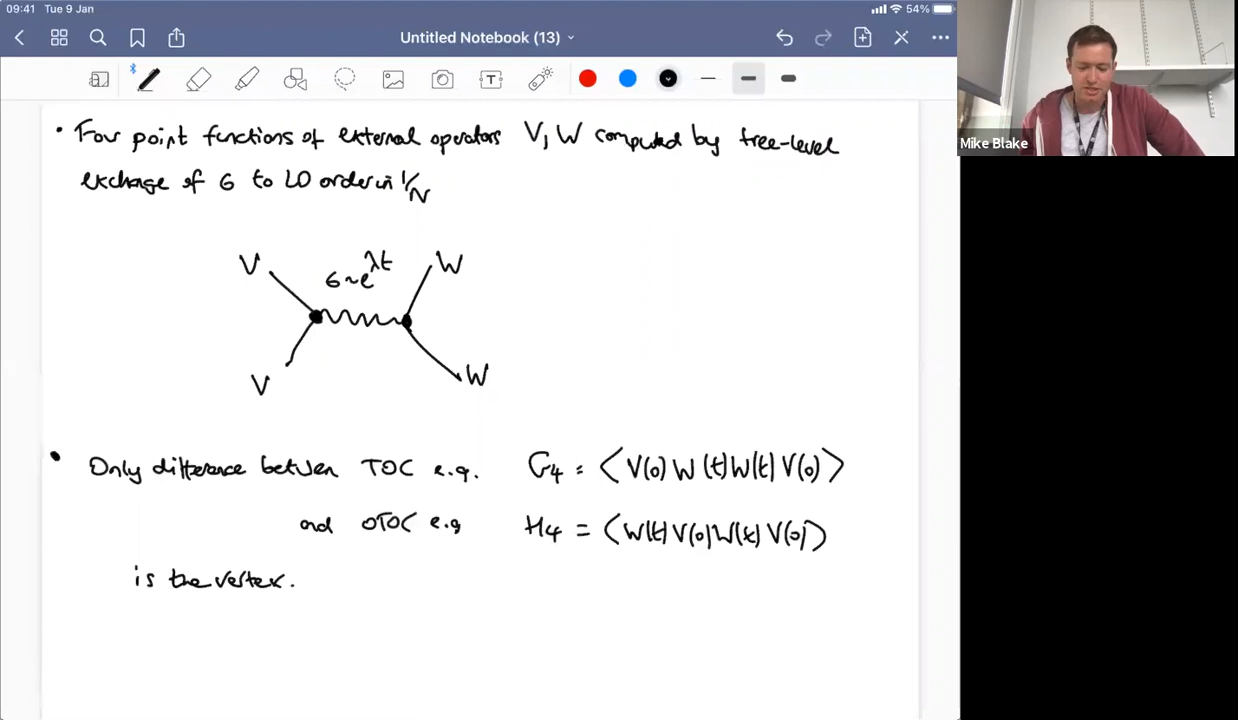 09:41 Tue 9 Jan
54%
Untitled Notebook (13)
Mike Blake
• Four point functions of external operators V, W computed by tree-level
exchange of σ to LO order in 1/N
V σ~e^λt W
V W
• Only difference between TOC e.g. G₄ = ⟨V(0) W(t) W(t) V(0)⟩
and OTOC e.g H₄ = ⟨W(t) V(0) W(t) V(0)⟩
is the vertex.